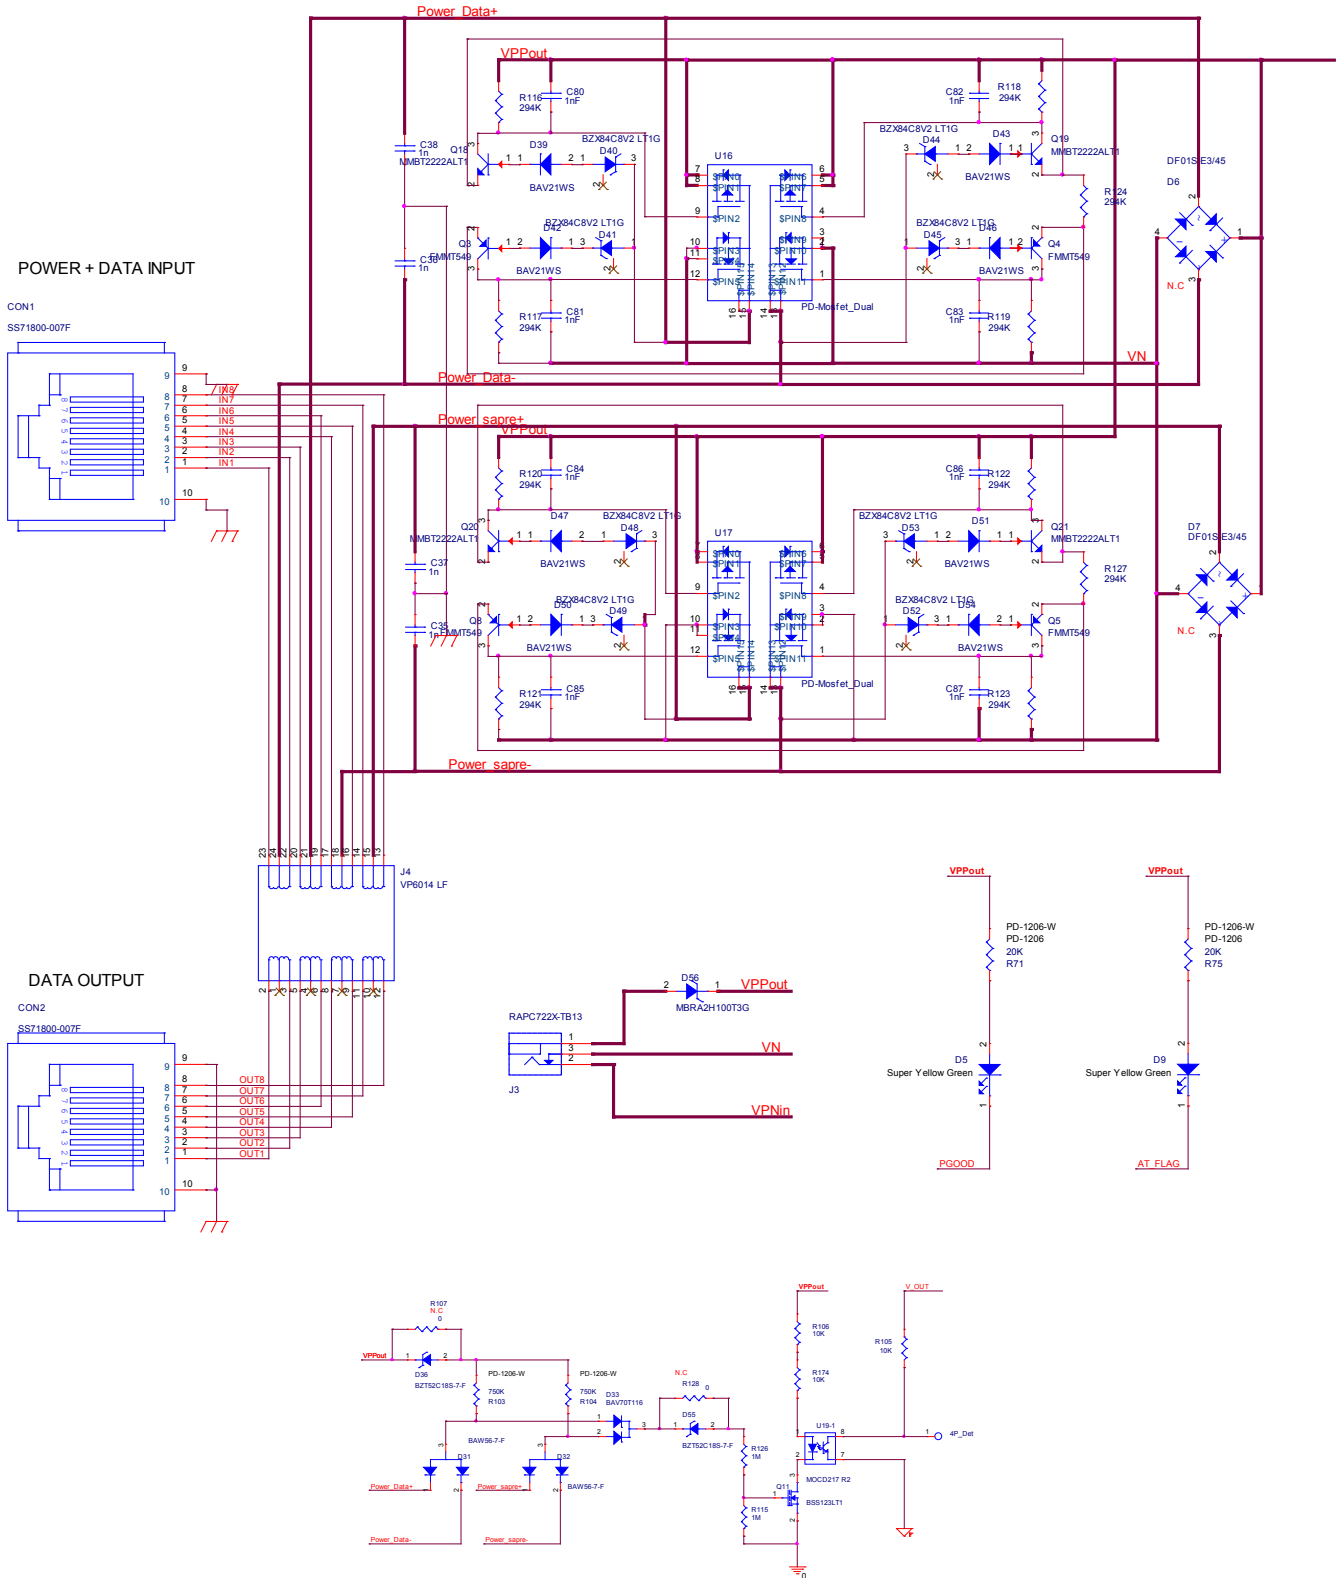 Power_Data+
VPPout
R116
294K
C80
1nF
C82
1nF
R118
294K
C38
1n
Q18
MMBT2222ALT1
D39
BAV21WS
BZX84C8V2 LT1G
D40
U16
BZX84C8V2 LT1G
D44
D43
BAV21WS
Q19
MMBT2222ALT1
DF01S\E3/45
D6
R124
294K
BZX84C8V2 LT1G
D42
D41
BAV21WS
Q3
FMMT549
BZX84C8V2 LT1G
D45
D46
BAV21WS
Q4
FMMT549
1n
N.C
POWER + DATA INPUT
CON1
SS71800-007F
$PIN2
$PIN8
$PIN11
PD-Mosfet_Dual
R117
294K
C81
1nF
C83
1nF
R119
294K
VN
Power_Data-
IN8
IN7
IN6
IN5
IN4
IN3
IN2
IN1
Power_sapre+
VPPout
R120
294K
C84
1nF
C86
1nF
R122
294K
Q20
MMBT2222ALT1
D47
BAV21WS
BZX84C8V2 LT1G
D48
U17
BZX84C8V2 LT1G
D53
D51
BAV21WS
Q21
MMBT2222ALT1
D7
DF01S\E3/45
C37
1n
R127
294K
BZX84C8V2 LT1G
D50
D49
BAV21WS
Q8
FMMT549
C35
1n
BZX84C8V2 LT1G
D52
D54
BAV21WS
Q5
FMMT549
N.C
$PIN2
$PIN8
$PIN11
PD-Mosfet_Dual
R121
294K
C85
1nF
C87
1nF
R123
294K
Power_sapre-
J4
VP6014 LF
DATA OUTPUT
CON2
SS71800-007F
OUT8
OUT7
OUT6
OUT5
OUT4
OUT3
OUT2
OUT1
D56
MBRA2H100T3G
VPPout
RAPC722X-TB13
J3
VN
VPNin
VPPout
PD-1206-W
PD-1206
20K
R71
D5
Super Yellow Green
PGOOD
VPPout
PD-1206-W
PD-1206
20K
R75
D9
Super Yellow Green
AT_FLAG
R107
N.C
0
VPPout
D36
BZT52C18S-7-F
PD-1206-W
750K
R103
PD-1206-W
750K
R104
D33
BAV70T116
N.C
R128
0
D55
BZT52C18S-7-F
D31
BAW56-7-F
D32
BAW56-7-F
Power_Data+
Power_sapre+
Power_Data-
Power_sapre-
R126
1M
R115
1M
VPPout
R106
10K
R174
10K
V_OUT
R105
10K
U19-1
MOCD217 R2
4P_Det
Q11
BSS123LT1
0